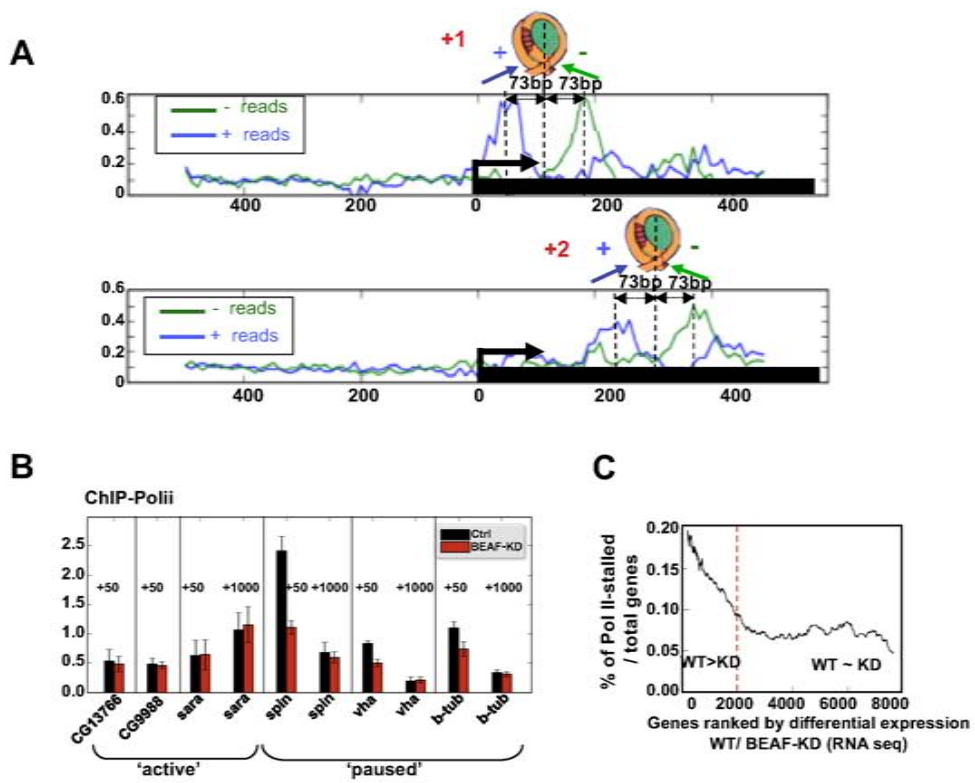 A
+1
+
-
73bp
73bp
0.6
- reads
+ reads
0.4
0.2
0
400
200
0
200
400
+2
+
-
73bp
73bp
0.6
- reads
+ reads
0.4
0.2
0
400
200
0
200
400
B
ChIP-Polii
Ctrl
BEAF-KD
2.5
2.0
1.5
1.0
0.5
0.0
+50 +50 +50 +1000 +50 +1000 +50 +1000 +50 +1000
CG13766 CG9988 sara sara spin spin vha vha b-tub b-tub
'active' 'paused'
C
% of Pol II-stalled
/ total genes
0.20
0.15
0.10
0.05
0.00
WT>KD WT ~ KD
0 2000 4000 6000 8000
Genes ranked by differential expression
WT/ BEAF-KD (RNA seq)